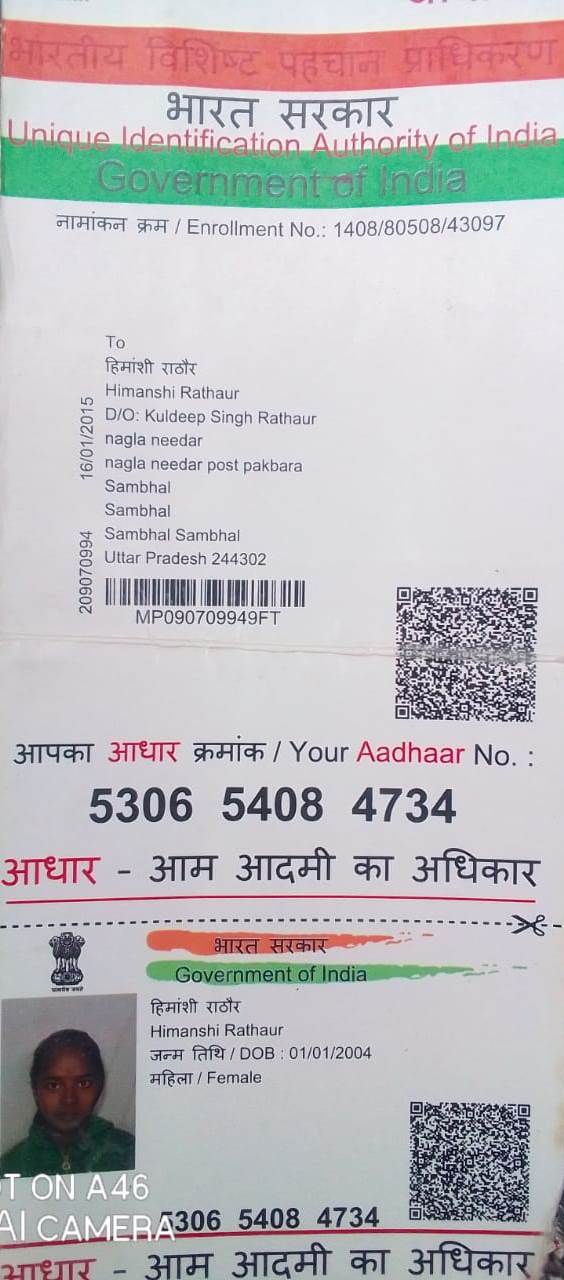 भारतीय विशिष्ट पहचान प्राधिकरण
भारत सरकार
Unique Identification Authority of India
Government of India
नामांकन क्रम / Enrollment No.: 1408/80508/43097
To
हिमांशी राठौर
Himanshi Rathaur
D/O: Kuldeep Singh Rathaur
nagla needar
nagla needar post pakbara
Sambhal
Sambhal
Sambhal Sambhal
Uttar Pradesh 244302
16/01/2015
209070994
MP090709949FT
आपका आधार क्रमांक / Your Aadhaar No. :
5306 5408 4734
आधार - आम आदमी का अधिकार
भारत सरकार
Government of India
हिमांशी राठौर
Himanshi Rathaur
जन्म तिथि / DOB : 01/01/2004
महिला / Female
5306 5408 4734
आधार - आम आदमी का अधिकार
ON A46
AI CAMERA